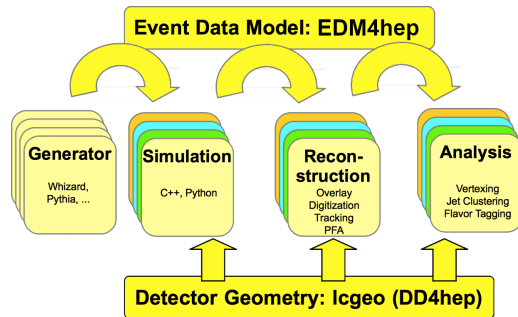 Event Data Model: EDM4hep
Generator
Whizard,
Pythia, ...
Simulation
C++, Python
Recon-
struction
Overlay
Digitization
Tracking
PFA
Analysis
Vertexing
Jet Clustering
Flavor Tagging
Detector Geometry: lcgeo (DD4hep)